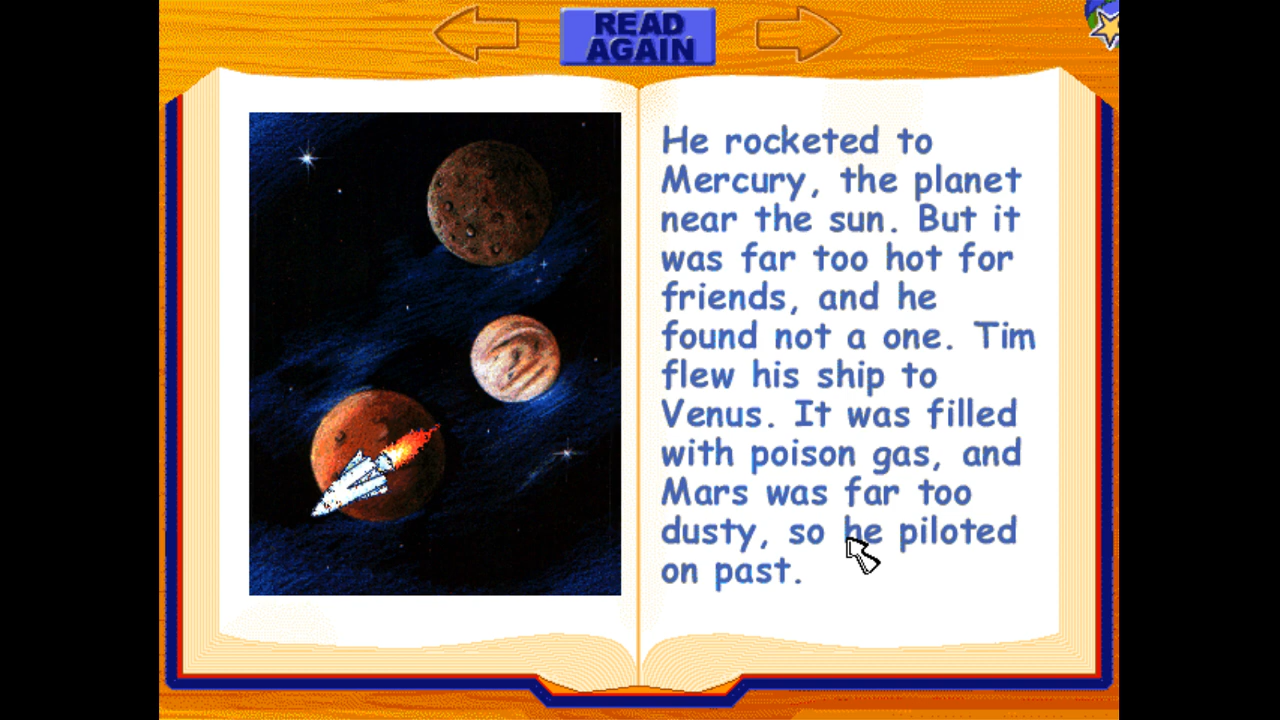 READ
AGAIN
He rocketed to
Mercury, the planet
near the sun. But it
was far too hot for
friends, and he
found not a one. Tim
flew his ship to
Venus. It was filled
with poison gas, and
Mars was far too
dusty, so he piloted
on past.